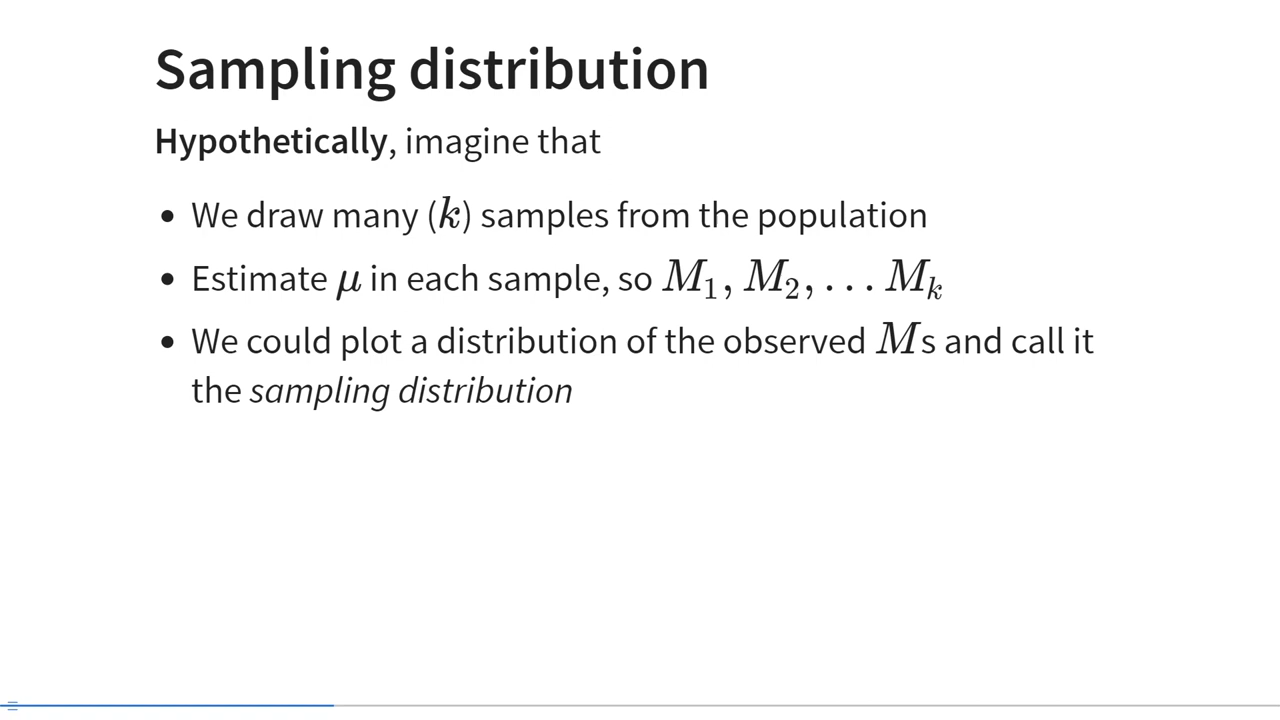 Sampling distribution
Hypothetically, imagine that
• We draw many (k) samples from the population
• Estimate μ in each sample, so M₁, M₂, … Mₖ
• We could plot a distribution of the observed Ms and call it
the sampling distribution